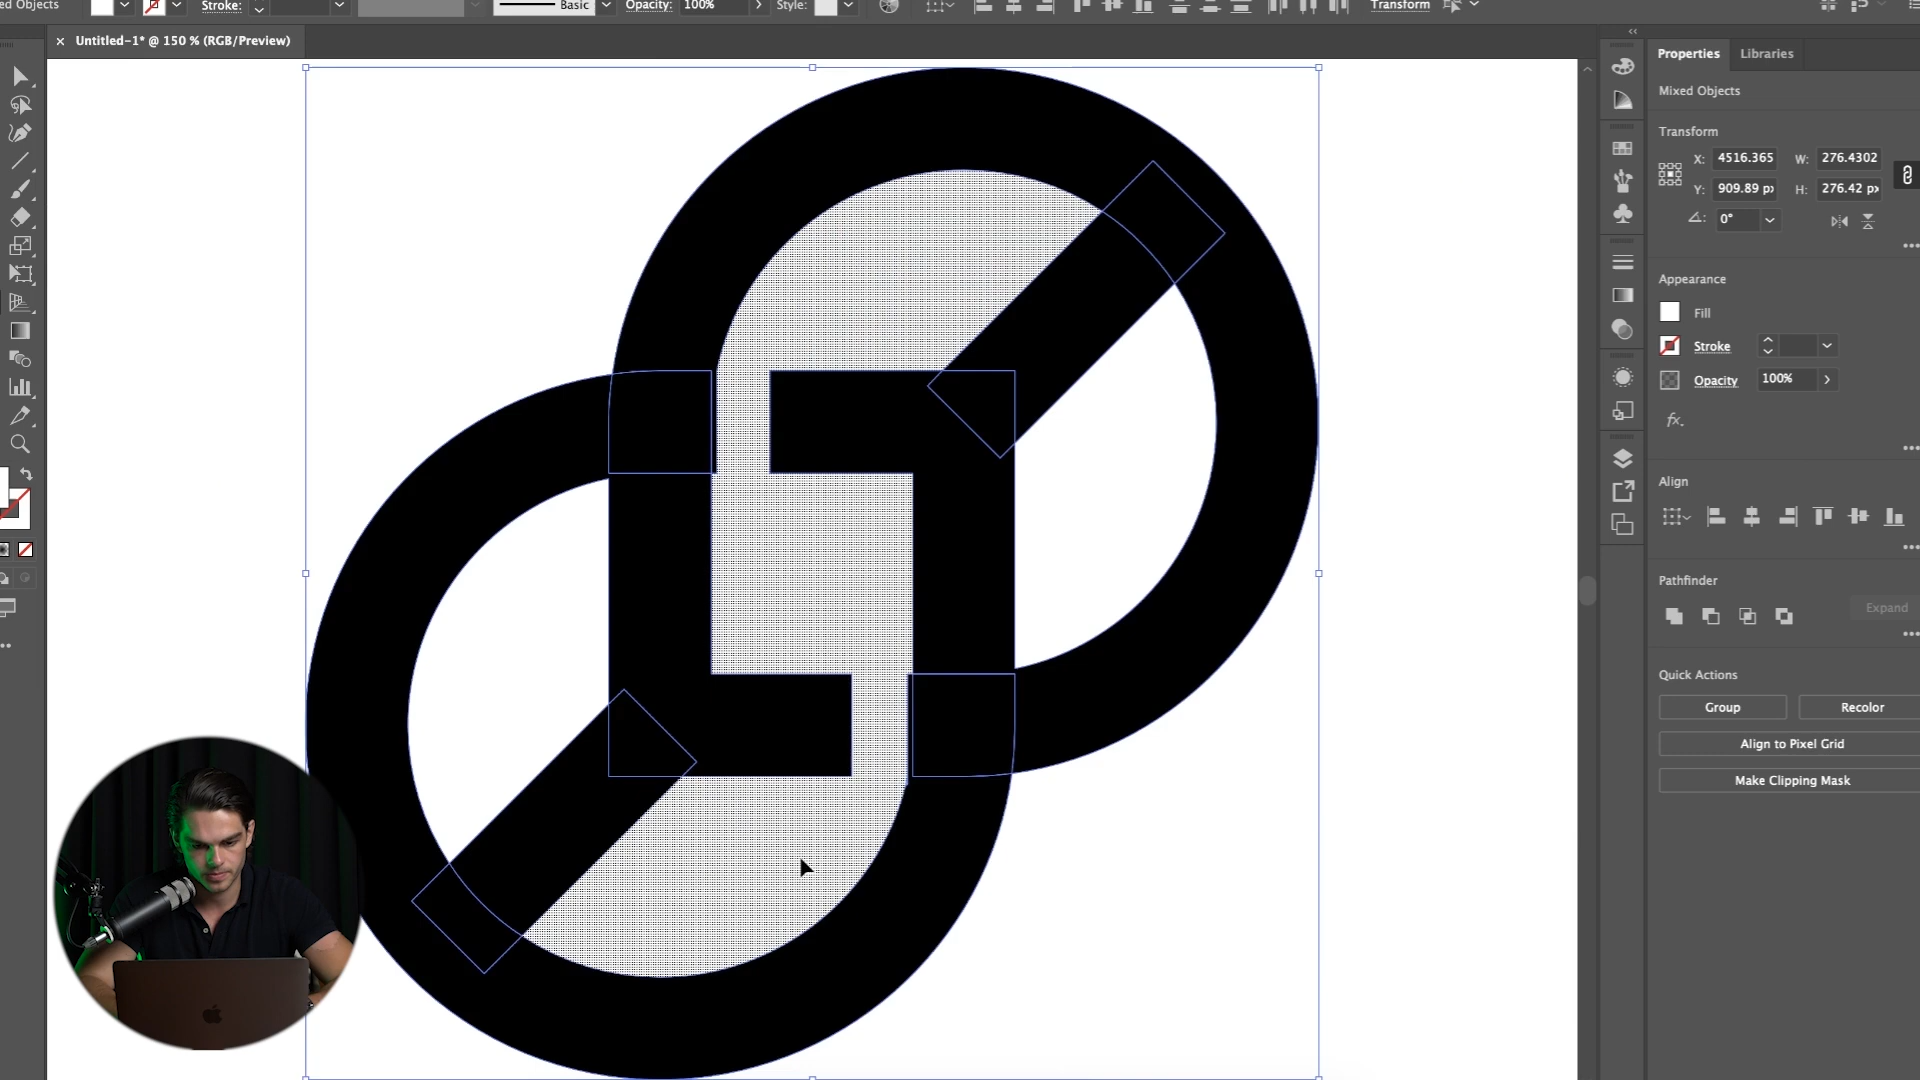 ed Objects
Stroke:
Basic
Opacity:
100%
Style:
Transform
× Untitled-1* @ 150 % (RGB/Preview)
Properties
Libraries
Mixed Objects
Transform
X: 4516.365
W: 276.4302
Y: 909.89 p
H: 276.42 p
0°
Appearance
Fill
Stroke
Opacity
100%
fx.
Align
Pathfinder
Expand
Quick Actions
Group
Recolor
Align to Pixel Grid
Make Clipping Mask